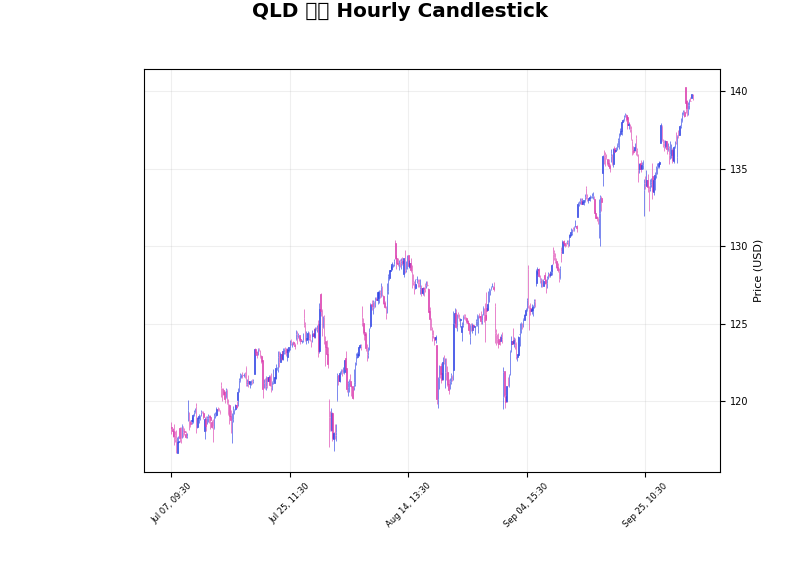 QLD Hourly Candlestick
140
135
130
125
120
Price (USD)
Jul 07, 09:30
Jul 25, 11:30
Aug 14, 13:30
Sep 04, 15:30
Sep 25, 10:30